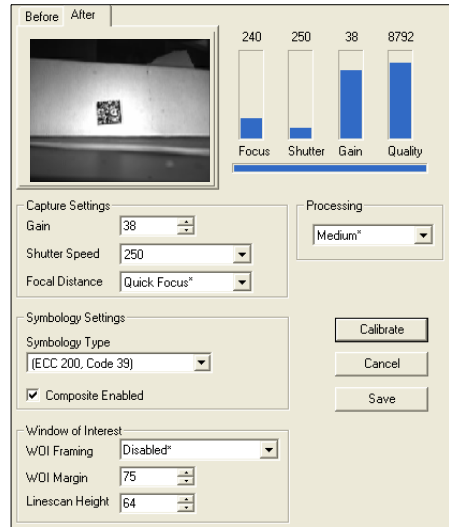 Before After
240 250 38 8792
Focus Shutter Gain Quality
Capture Settings
Gain 38
Shutter Speed 250
Focal Distance Quick Focus*
Processing
Medium*
Symbology Settings
Symbology Type
(ECC 200, Code 39)
Composite Enabled
Calibrate
Cancel
Save
Window of Interest
WOI Framing Disabled*
WOI Margin 75
Linescan Height 64